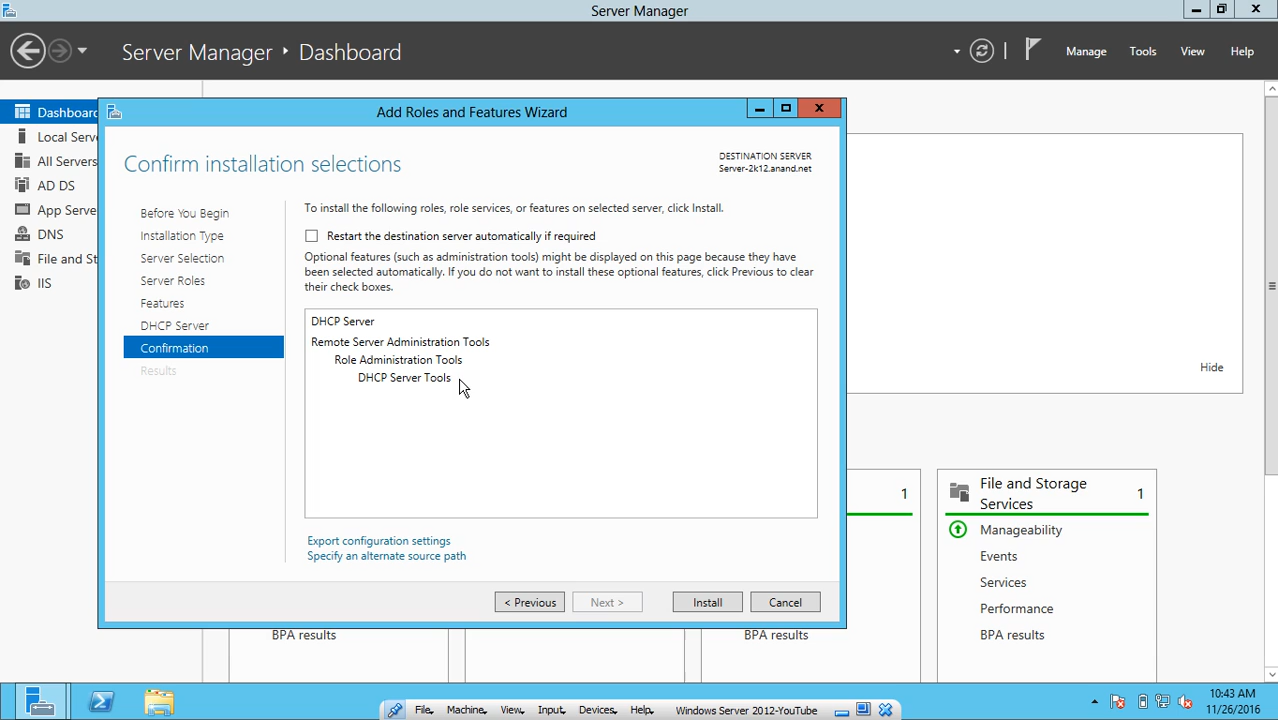 Server Manager
Server Manager ‣ Dashboard
Manage
Tools
View
Help
Dashboard
Local Serve
All Servers
AD DS
App Serve
DNS
File and St
IIS
Add Roles and Features Wizard
Confirm installation selections
DESTINATION SERVER
Server-2k12.anand.net
Before You Begin
Installation Type
Server Selection
Server Roles
Features
DHCP Server
Confirmation
Results
To install the following roles, role services, or features on selected server, click Install.
Restart the destination server automatically if required
Optional features (such as administration tools) might be displayed on this page because they have
been selected automatically. If you do not want to install these optional features, click Previous to clear
their check boxes.
DHCP Server
Remote Server Administration Tools
Role Administration Tools
DHCP Server Tools
Export configuration settings
Specify an alternate source path
< Previous
Next >
Install
Cancel
Hide
1
File and Storage
Services
1
Manageability
Events
Services
Performance
BPA results
BPA results
BPA results
File
Machine
View
Input
Devices
Help
Windows Server 2012-YouTube
10:43 AM
11/26/2016